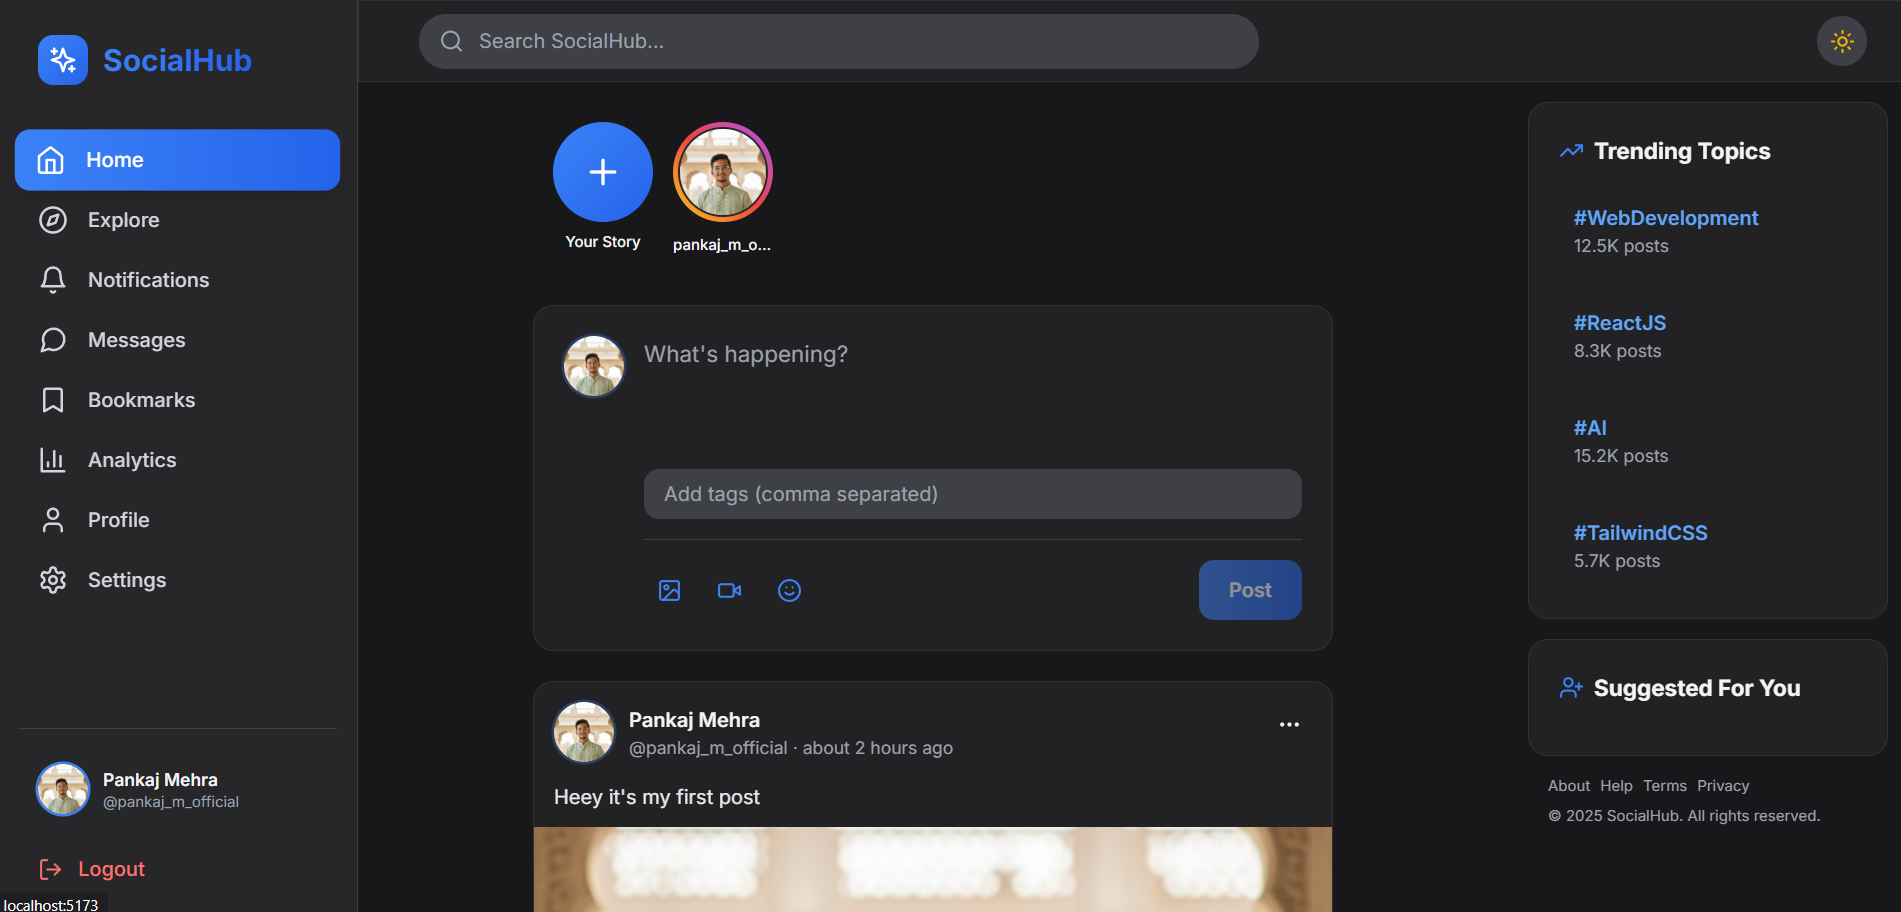 SocialHub
Home
Explore
Notifications
Messages
Bookmarks
Analytics
Profile
Settings
Pankaj Mehra
@pankaj_m_official
Logout
localhost:5173
Search SocialHub...
Your Story
pankaj_m_o...
What's happening?
Add tags (comma separated)
Post
Pankaj Mehra
@pankaj_m_official · about 2 hours ago
Heey it's my first post
Trending Topics
#WebDevelopment
12.5K posts
#ReactJS
8.3K posts
#AI
15.2K posts
#TailwindCSS
5.7K posts
Suggested For You
About Help Terms Privacy
© 2025 SocialHub. All rights reserved.